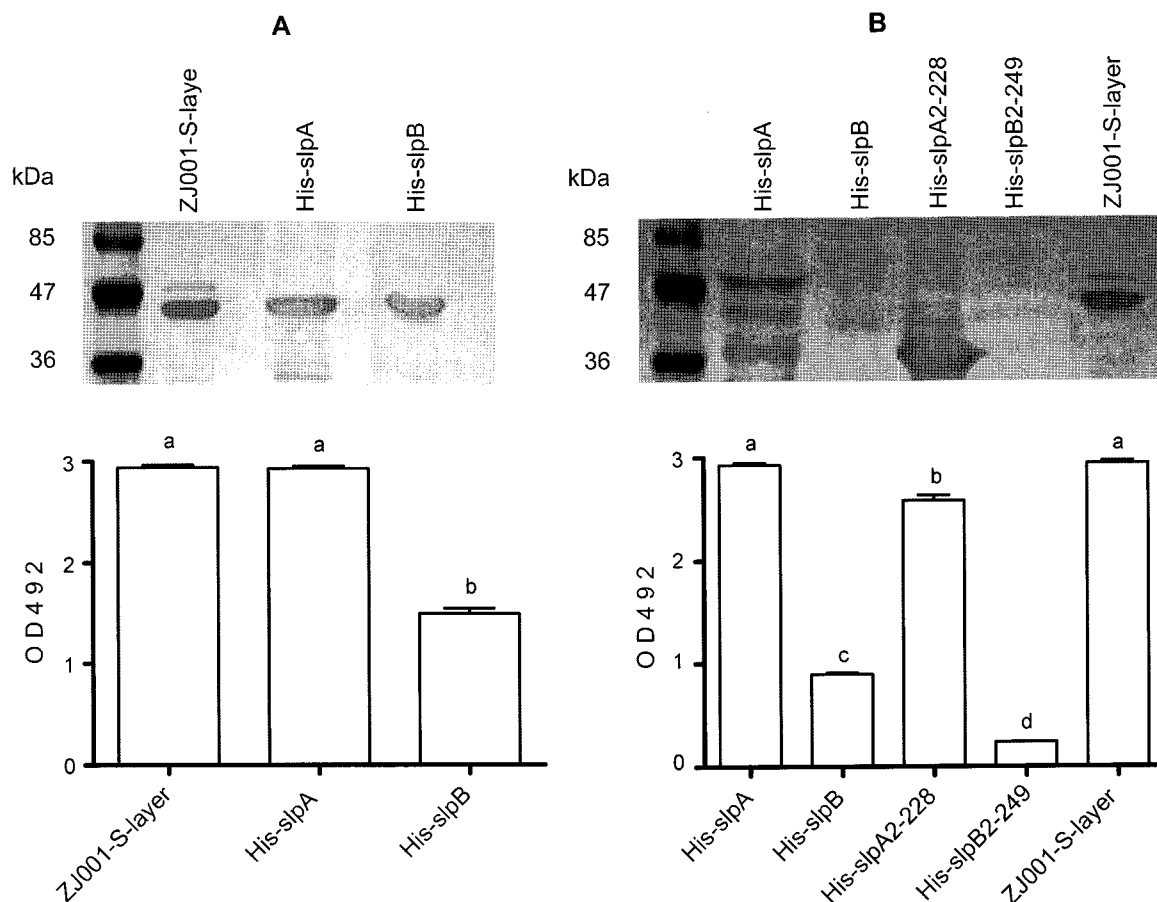 A
ZJ001-S-laye
His-slpA
His-slpB
kDa
85
47
36
a
a
b
3
2
1
0
OD492
ZJ001-S-layer
His-slpA
His-slpB
B
His-slpA
His-slpB
His-slpA2-228
His-slpB2-249
ZJ001-S-layer
kDa
85
47
36
a
c
b
d
a
3
2
1
0
OD492
His-slpA
His-slpB
His-slpA2-228
His-slpB2-249
ZJ001-S-layer